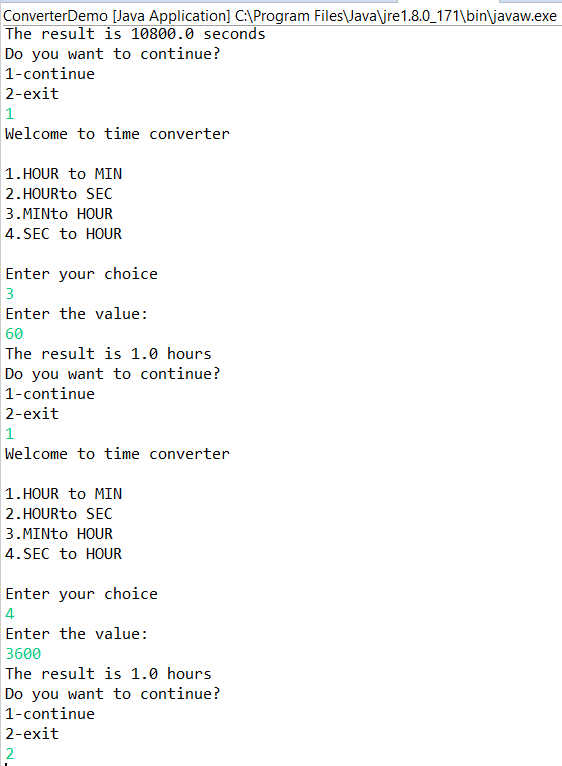 ConverterDemo [Java Application] C:\Program Files\Java\jre1.8.0_171\bin\javaw.exe
The result is 10800.0 seconds
Do you want to continue?
1-continue
2-exit
1
Welcome to time converter
1.HOUR to MIN
2.HOURto SEC
3.MINto HOUR
4.SEC to HOUR
Enter your choice
3
Enter the value:
60
The result is 1.0 hours
Do you want to continue?
1-continue
2-exit
1
Welcome to time converter
1.HOUR to MIN
2.HOURto SEC
3.MINto HOUR
4.SEC to HOUR
Enter your choice
4
Enter the value:
3600
The result is 1.0 hours
Do you want to continue?
1-continue
2-exit
2